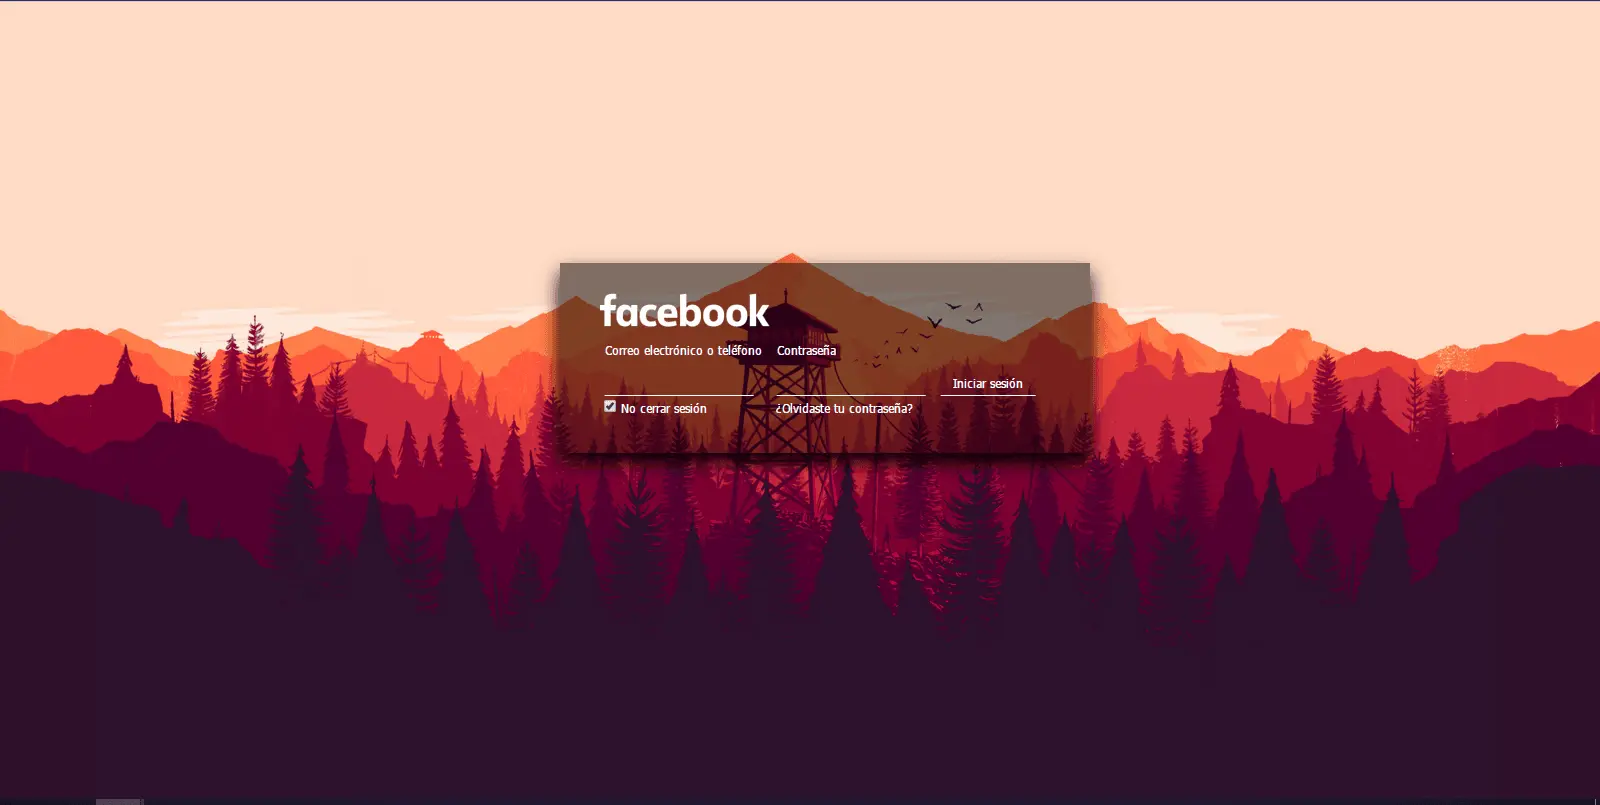 facebook
Correo electrónico o teléfono Contraseña
Iniciar sesión
No cerrar sesión ¿Olvidaste tu contraseña?